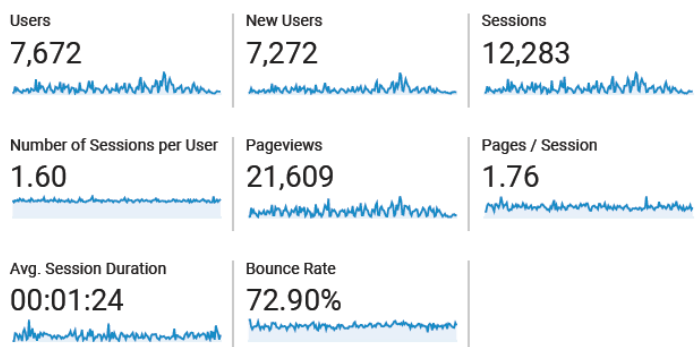 Users
7,672
New Users
7,272
Sessions
12,283
Number of Sessions per User
1.60
Pageviews
21,609
Pages / Session
1.76
Avg. Session Duration
00:01:24
Bounce Rate
72.90%